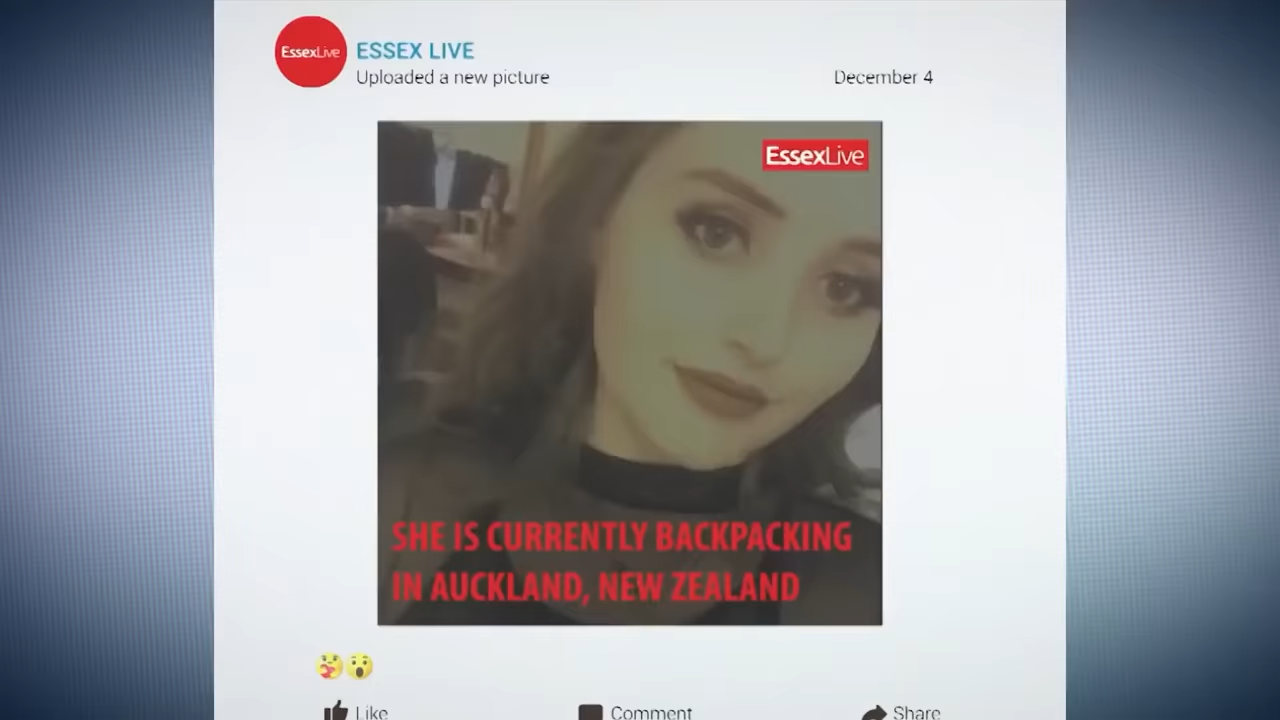 EssexLive
ESSEX LIVE
Uploaded a new picture
December 4
EssexLive
SHE IS CURRENTLY BACKPACKING
IN AUCKLAND, NEW ZEALAND
Like
Comment
Share